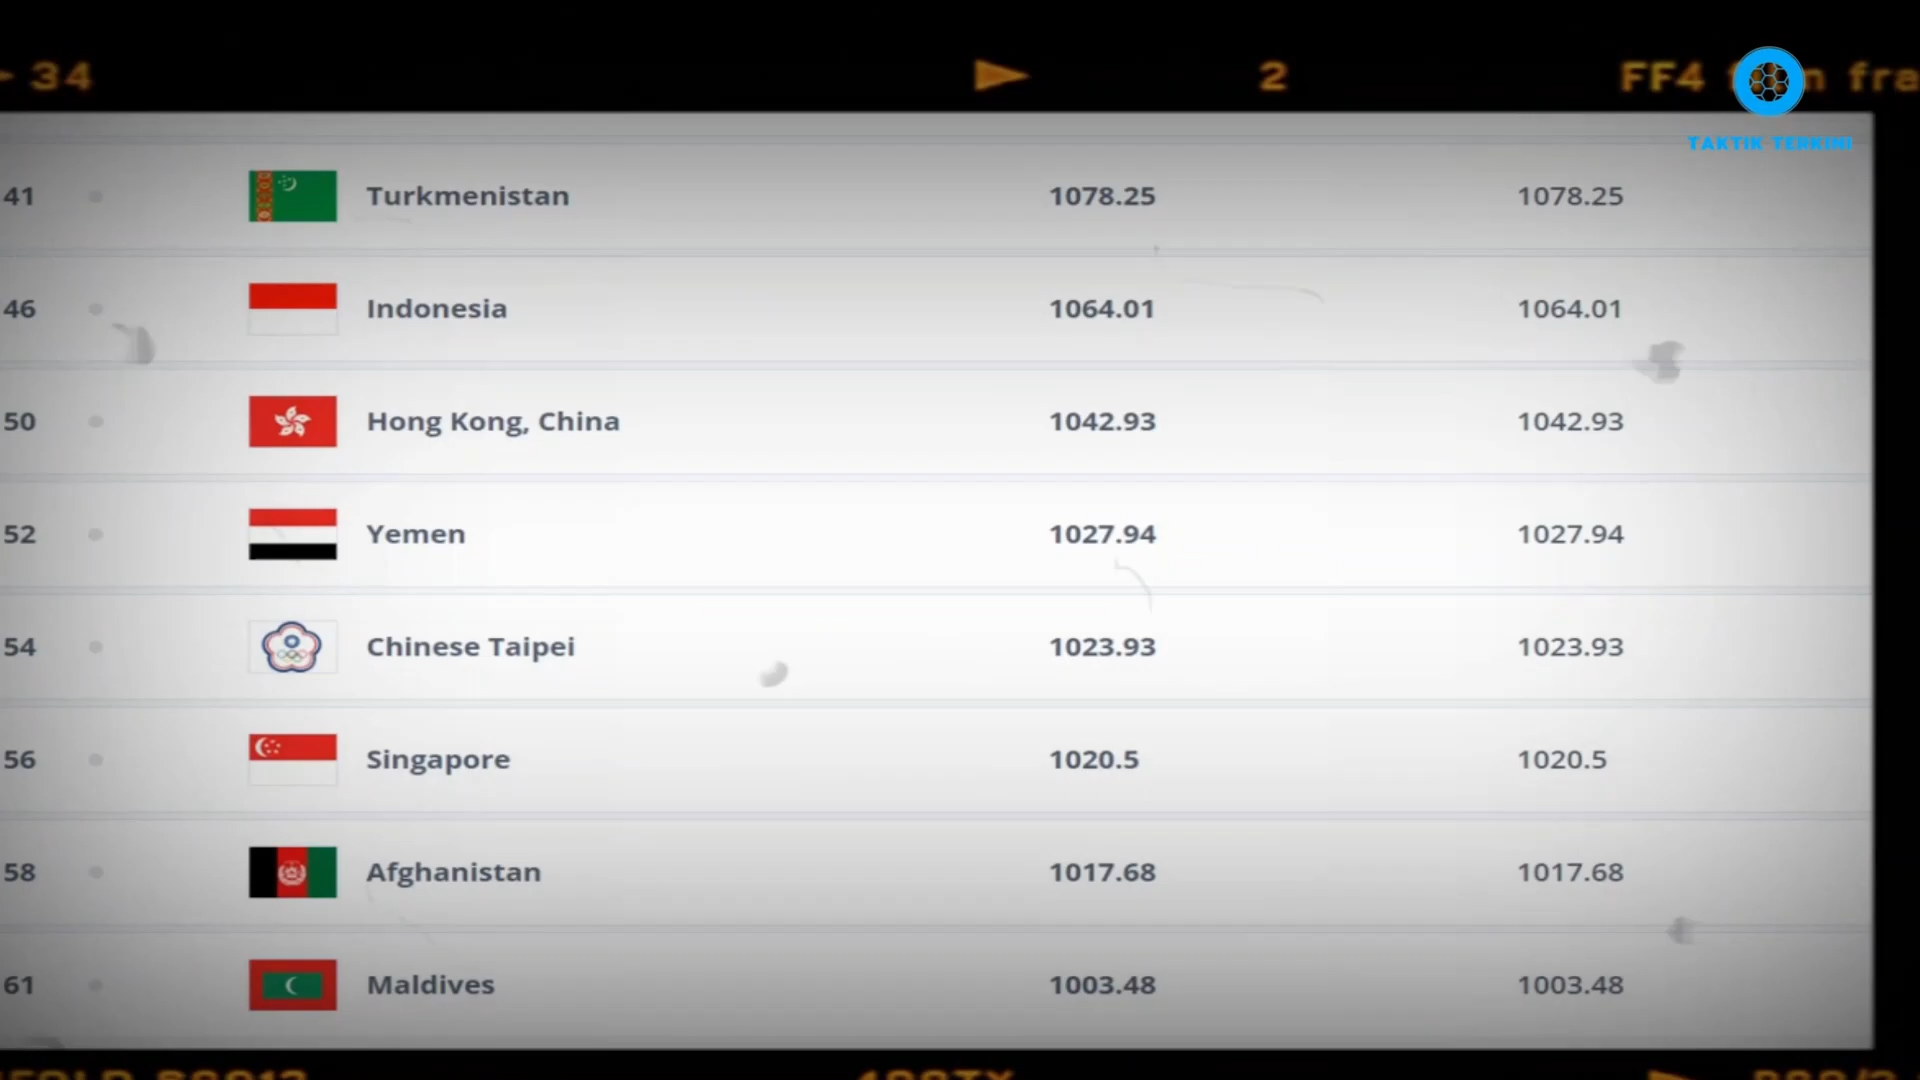 34 2 FF4
TAKTIK TERKINI
41 Turkmenistan 1078.25 1078.25
46 Indonesia 1064.01 1064.01
50 Hong Kong, China 1042.93 1042.93
52 Yemen 1027.94 1027.94
54 Chinese Taipei 1023.93 1023.93
56 Singapore 1020.5 1020.5
58 Afghanistan 1017.68 1017.68
61 Maldives 1003.48 1003.48